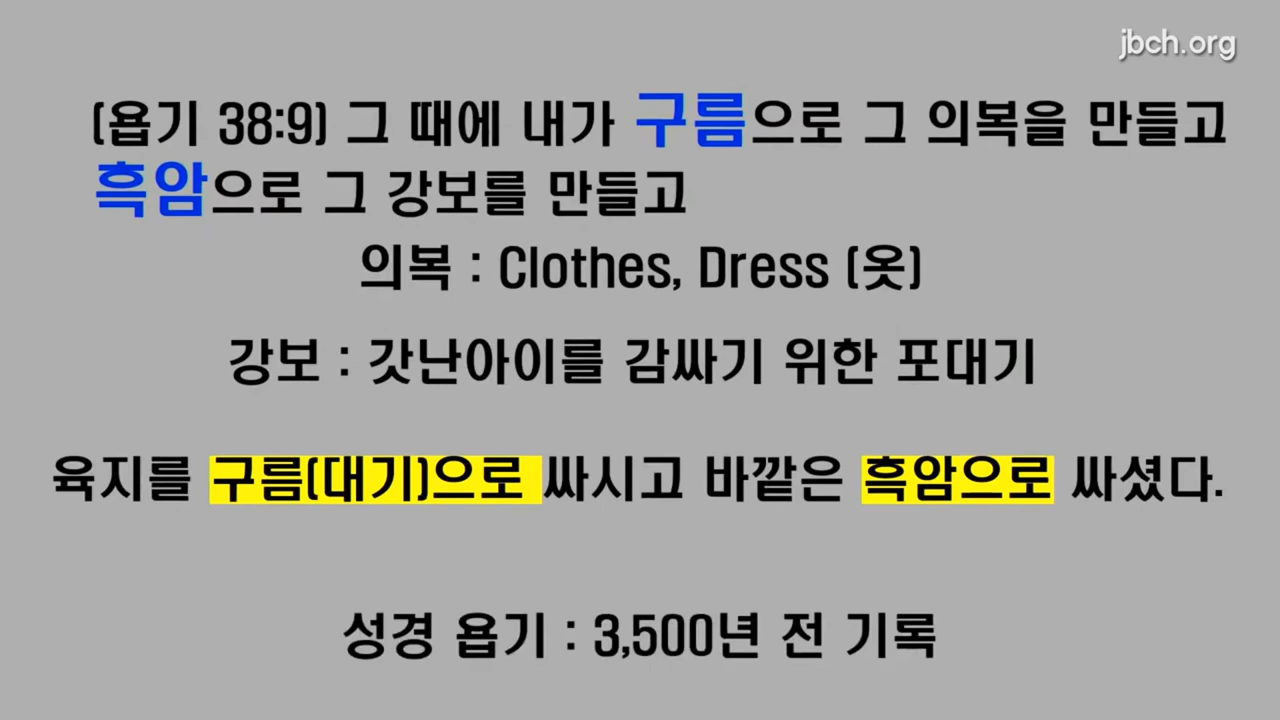 jbch.org
(욥기 38:9) 그 때에 내가 구름으로 그 의복을 만들고
흑암으로 그 강보를 만들고
의복 : Clothes, Dress (옷)
강보 : 갓난아이를 감싸기 위한 포대기
육지를 구름(대기)으로 싸시고 바깥은 흑암으로 싸셨다.
성경 욥기 : 3,500년 전 기록